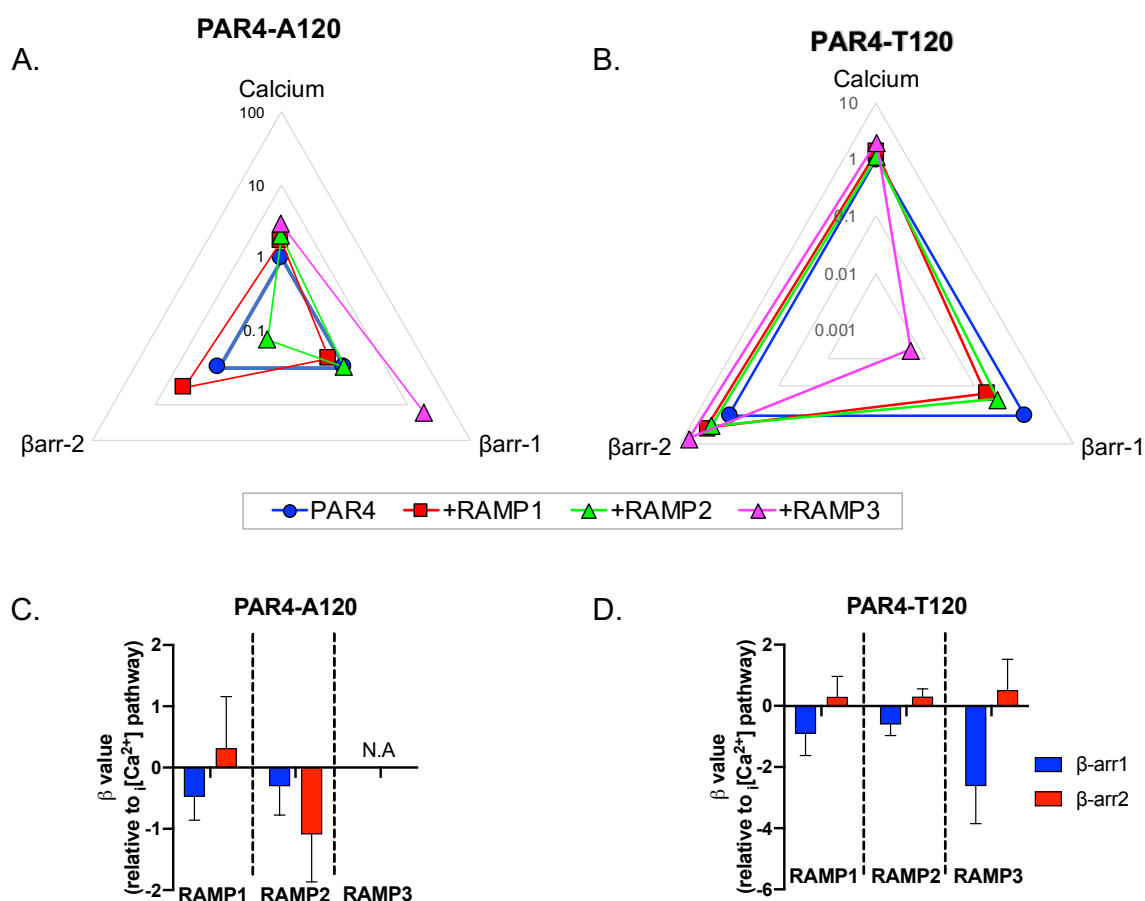 PAR4-A120
PAR4-T120
A.
B.
Calcium
100
10
1
0.1
βarr-2
βarr-1
Calcium
10
1
0.1
0.01
0.001
βarr-2
βarr-1
PAR4 +RAMP1 +RAMP2 +RAMP3
C.
PAR4-A120
β value
(relative to i[Ca²⁺] pathway)
2
1
0
-1
-2
N.A
RAMP1 RAMP2 RAMP3
D.
PAR4-T120
β value
(relative to i[Ca²⁺] pathway)
2
0
-2
-4
-6
RAMP1 RAMP2 RAMP3
β-arr1
β-arr2